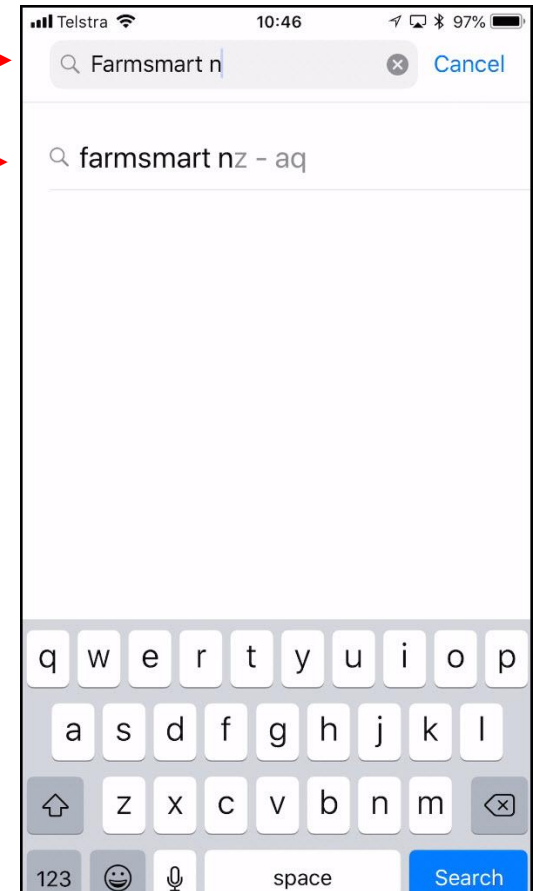 Telstra 10:46 97%
Farmsmart n Cancel
farmsmart nz - aq
q w e r t y u i o p
a s d f g h j k l
z x c v b n m
123 space Search